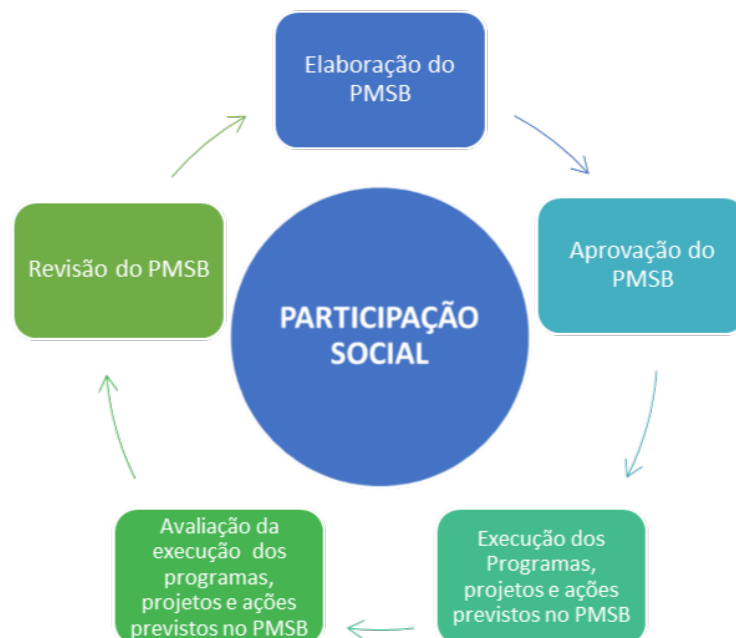 Elaboração do
PMSB
Aprovação do
PMSB
Revisão do PMSB
PARTICIPAÇÃO
SOCIAL
Execução dos
Programas,
projetos e ações
previstos no PMSB
Avaliação da
execução dos
programas,
projetos e ações
previstos no PMSB